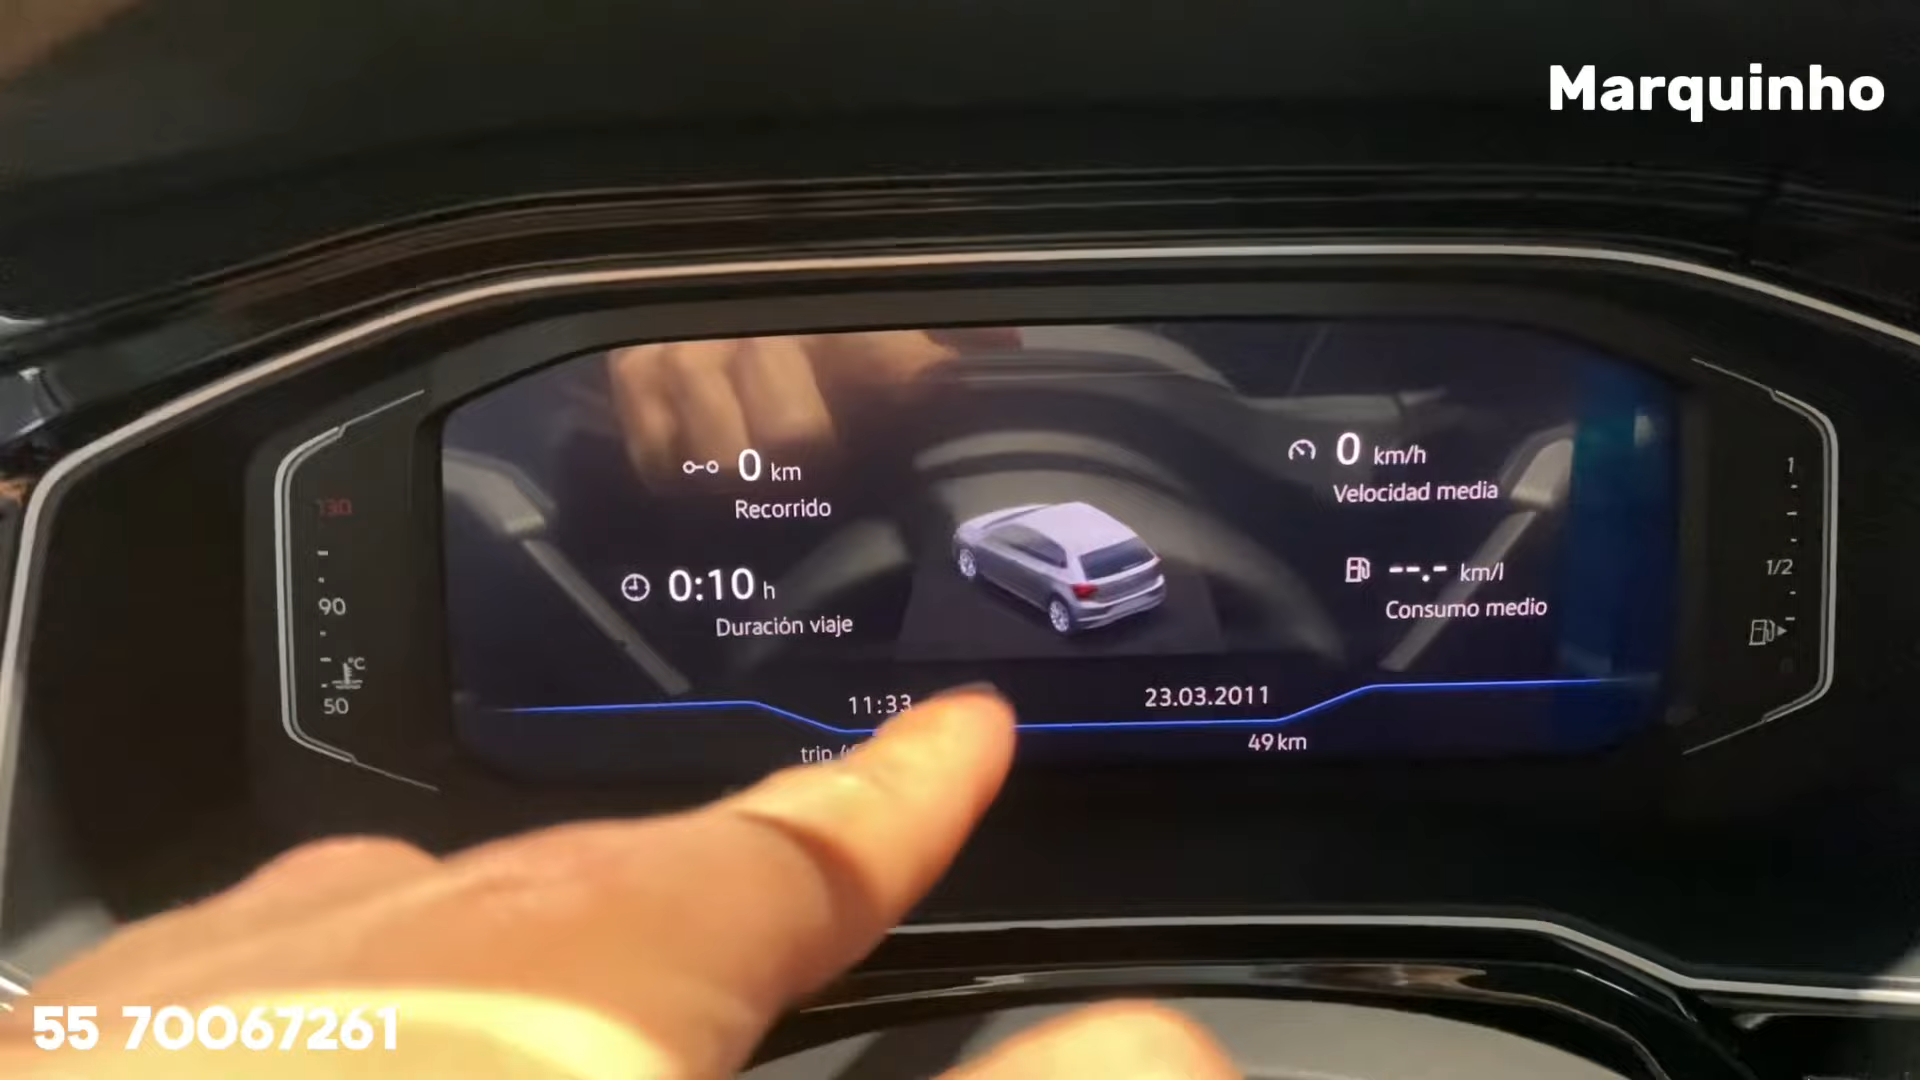 Marquinho
0 km
Recorrido
0:10 h
Duración viaje
0 km/h
Velocidad media
--.- km/l
Consumo medio
130
90
°C
50
1
1/2
11:33
23.03.2011
trip
49 km
55 70067261